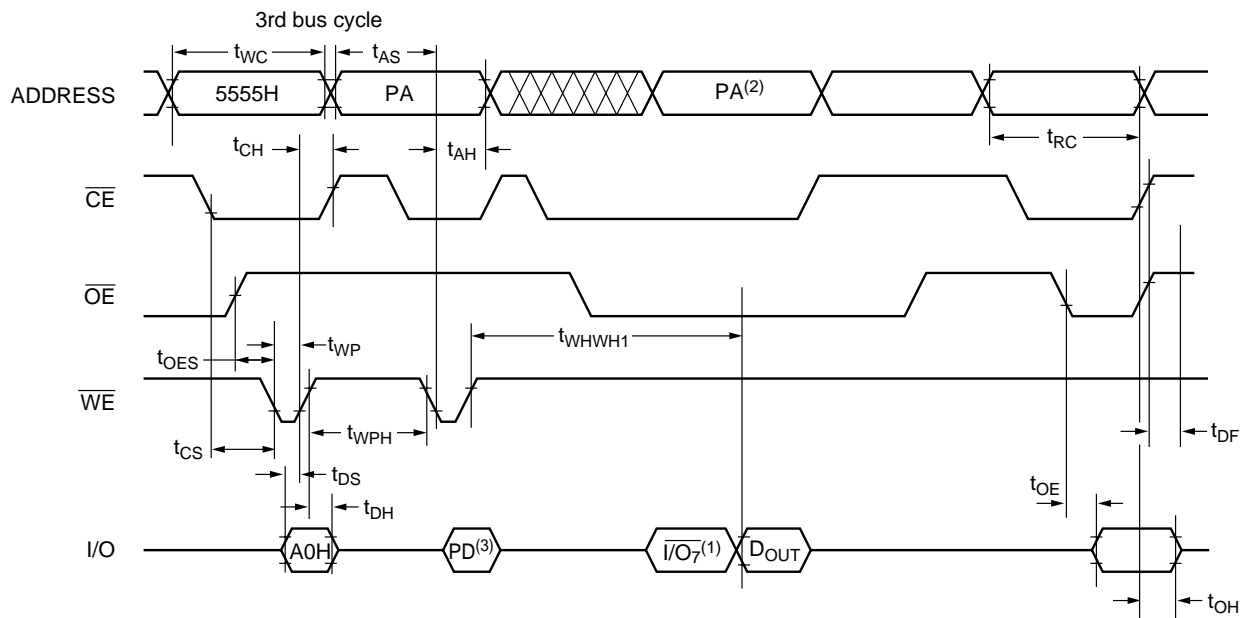 3rd bus cycle
tWC tAS
ADDRESS 5555H PA PA(2)
tCH tAH tRC
CE
OE
tWP tWHWH1
tOES
WE
tCS tWPH tDF
tDS
tDH tOE
I/O A0H PD(3) I/O7(1) DOUT
tOH